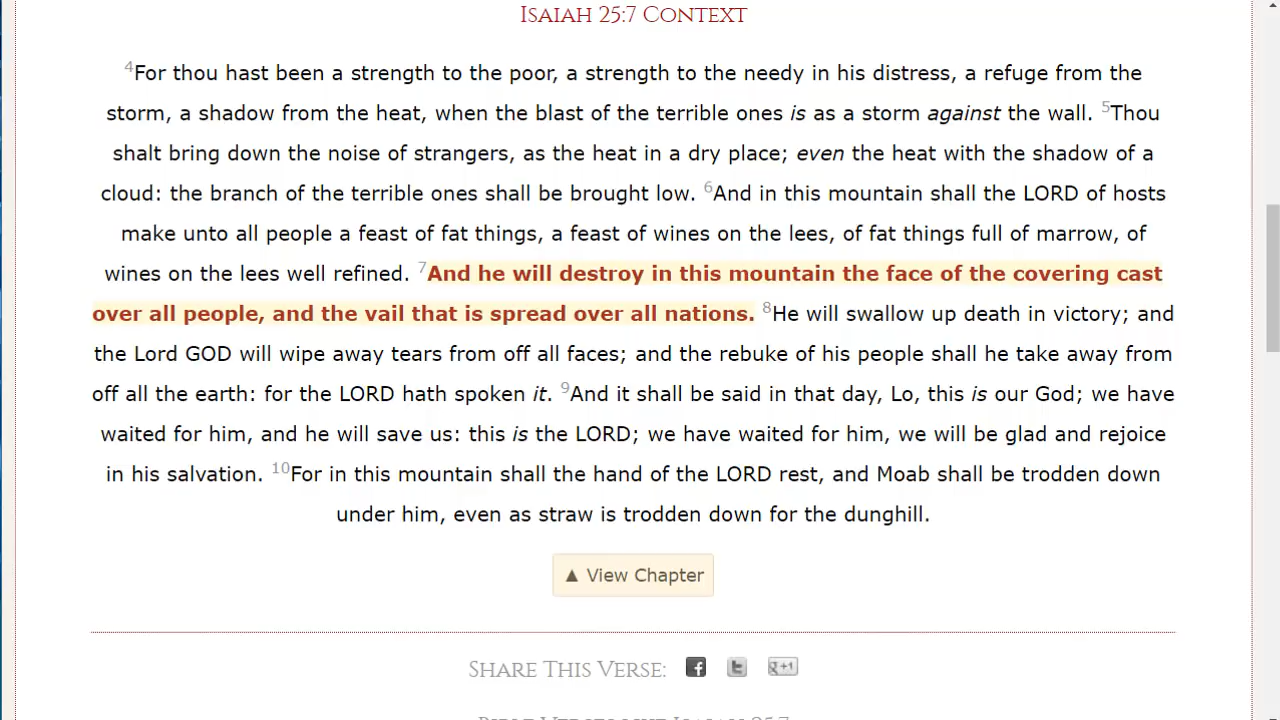 Isaiah 25:7 Context
4For thou hast been a strength to the poor, a strength to the needy in his distress, a refuge from the
storm, a shadow from the heat, when the blast of the terrible ones is as a storm against the wall. 5Thou
shalt bring down the noise of strangers, as the heat in a dry place; even the heat with the shadow of a
cloud: the branch of the terrible ones shall be brought low. 6And in this mountain shall the LORD of hosts
make unto all people a feast of fat things, a feast of wines on the lees, of fat things full of marrow, of
wines on the lees well refined. 7And he will destroy in this mountain the face of the covering cast
over all people, and the vail that is spread over all nations. 8He will swallow up death in victory; and
the Lord GOD will wipe away tears from off all faces; and the rebuke of his people shall he take away from
off all the earth: for the LORD hath spoken it. 9And it shall be said in that day, Lo, this is our God; we have
waited for him, and he will save us: this is the LORD; we have waited for him, we will be glad and rejoice
in his salvation. 10For in this mountain shall the hand of the LORD rest, and Moab shall be trodden down
under him, even as straw is trodden down for the dunghill.
▲ View Chapter
Share This Verse: f t g+1
Bible Verses like Isaiah 25:7